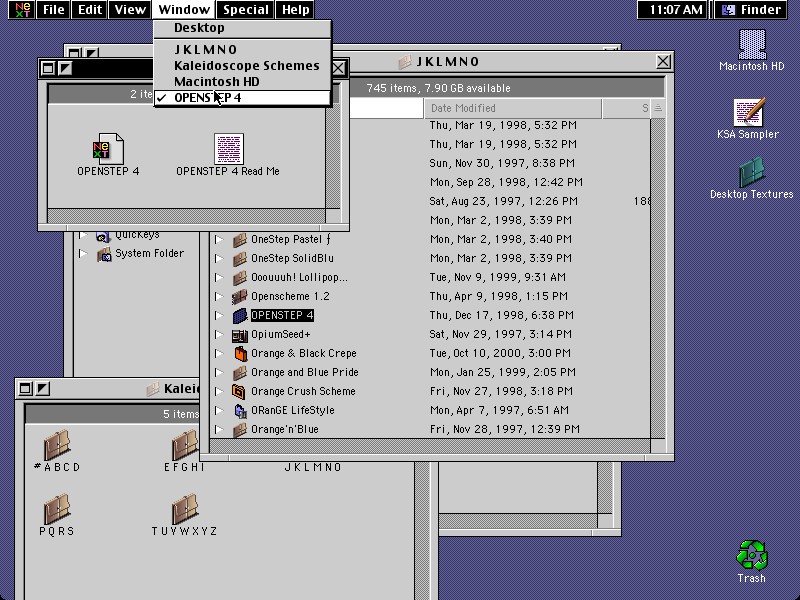 NeXT File Edit View Window Special Help 11:07 AM Finder
Desktop
J K L M N O
Kaleidoscope Schemes
Macintosh HD
✓ OPENSTEP 4
J K L M N O
745 items, 7.90 GB available
2 ite
Date Modified S
NeXT
OPENSTEP 4
OPENSTEP 4 Read Me
Thu, Mar 19, 1998, 5:32 PM
Thu, Mar 19, 1998, 5:32 PM
Sun, Nov 30, 1997, 8:38 PM
Mon, Sep 28, 1998, 12:42 PM
Sat, Aug 23, 1997, 12:26 PM 188
Mon, Mar 2, 1998, 3:39 PM
QuicKeys
System Folder
OneStep Pastel ƒ Mon, Mar 2, 1998, 3:40 PM
OneStep SolidBlu Mon, Mar 2, 1998, 3:39 PM
Ooouuuh! Lollipop... Tue, Nov 9, 1999, 9:31 AM
Openscheme 1.2 Thu, Apr 9, 1998, 1:15 PM
OPENSTEP 4 Thu, Dec 17, 1998, 6:38 PM
OpiumSeed+ Sat, Nov 29, 1997, 3:14 PM
Orange & Black Crepe Tue, Oct 10, 2000, 3:00 PM
Orange and Blue Pride Mon, Jan 25, 1999, 2:05 PM
Orange Crush Scheme Fri, Nov 27, 1998, 3:18 PM
ORanGE LifeStyle Mon, Apr 7, 1997, 6:51 AM
Orange'n'Blue Fri, Nov 28, 1997, 12:39 PM
Kaleid
5 items
#ABCD
EFGHI
JKLMNO
PQRS
TUVWXYZ
Macintosh HD
KSA Sampler
Desktop Textures
Trash